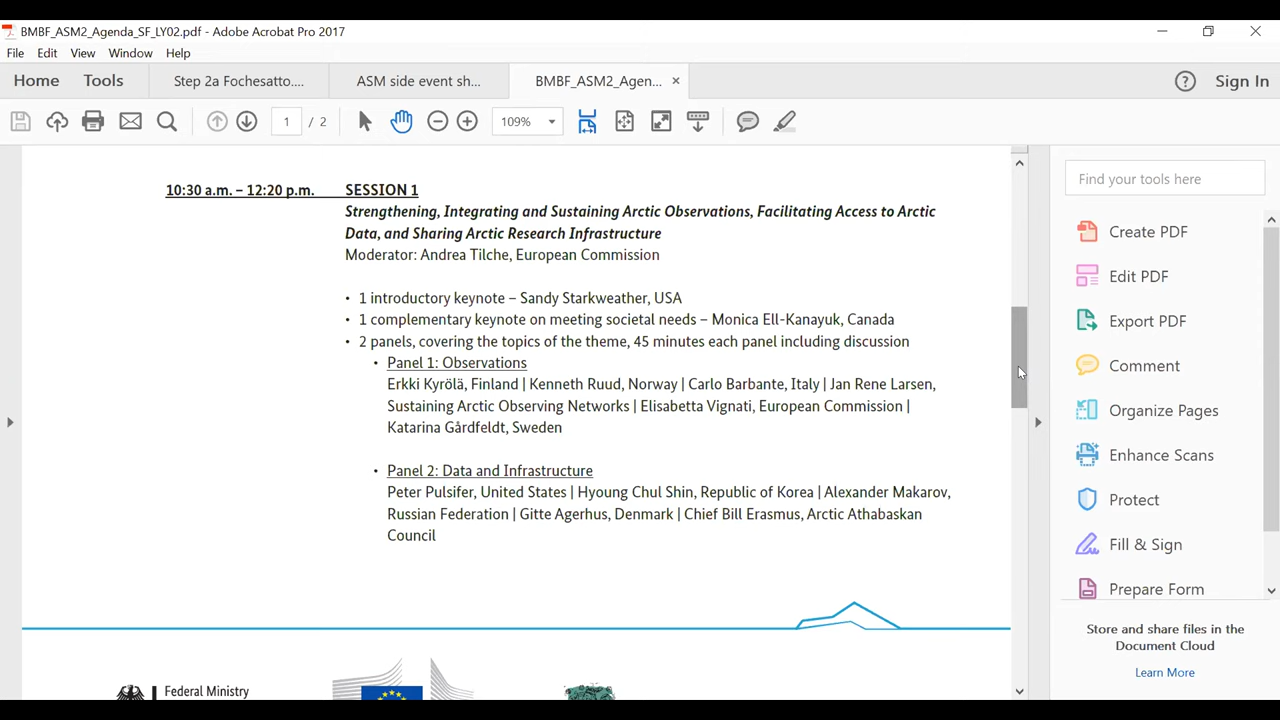 BMBF_ASM2_Agenda_SF_LY02.pdf - Adobe Acrobat Pro 2017
File Edit View Window Help
Home Tools Step 2a Fochesatto.... ASM side event sh... BMBF_ASM2_Agen... × Sign In
1 / 2 109%
10:30 a.m. – 12:20 p.m. SESSION 1
Strengthening, Integrating and Sustaining Arctic Observations, Facilitating Access to Arctic
Data, and Sharing Arctic Research Infrastructure
Moderator: Andrea Tilche, European Commission
• 1 introductory keynote – Sandy Starkweather, USA
• 1 complementary keynote on meeting societal needs – Monica Ell-Kanayuk, Canada
• 2 panels, covering the topics of the theme, 45 minutes each panel including discussion
• Panel 1: Observations
Erkki Kyrölä, Finland | Kenneth Ruud, Norway | Carlo Barbante, Italy | Jan Rene Larsen,
Sustaining Arctic Observing Networks | Elisabetta Vignati, European Commission |
Katarina Gårdfeldt, Sweden
• Panel 2: Data and Infrastructure
Peter Pulsifer, United States | Hyoung Chul Shin, Republic of Korea | Alexander Makarov,
Russian Federation | Gitte Agerhus, Denmark | Chief Bill Erasmus, Arctic Athabaskan
Council
Federal Ministry
Find your tools here
Create PDF
Edit PDF
Export PDF
Comment
Organize Pages
Enhance Scans
Protect
Fill & Sign
Prepare Form
Store and share files in the
Document Cloud
Learn More